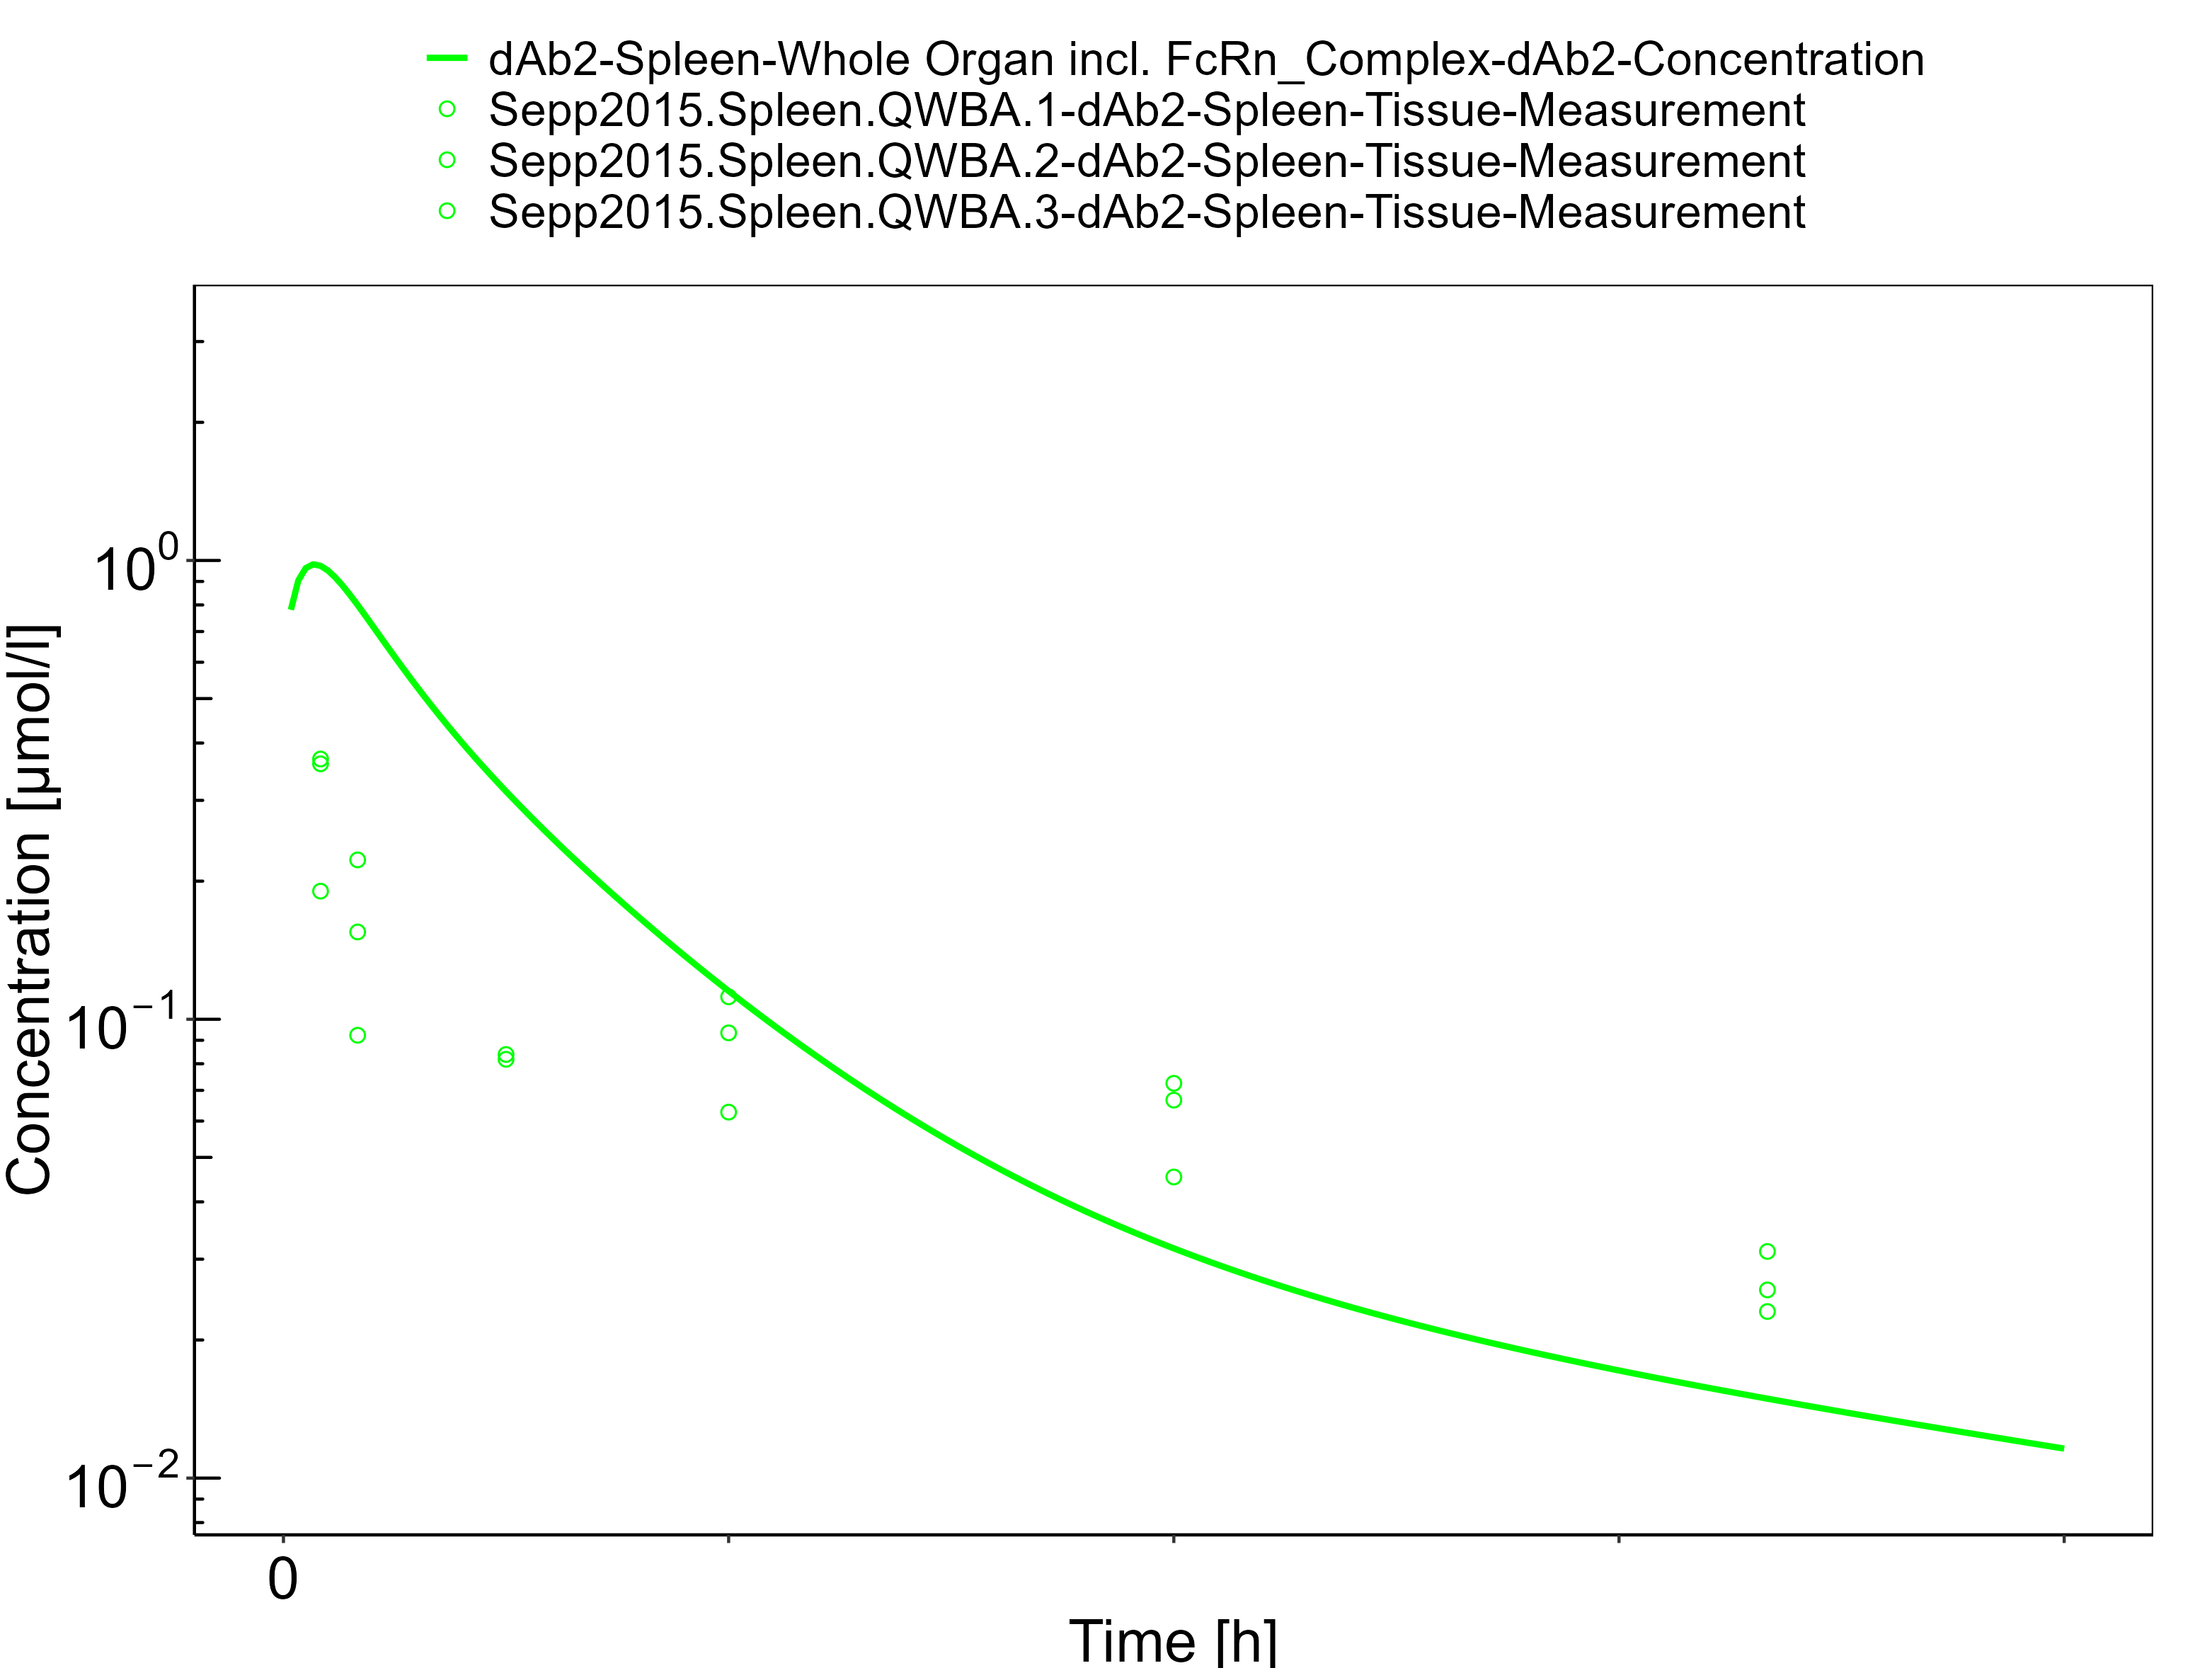 dAb2-Spleen-Whole Organ incl. FcRn_Complex-dAb2-Concentration
Sepp2015.Spleen.QWBA.1-dAb2-Spleen-Tissue-Measurement
Sepp2015.Spleen.QWBA.2-dAb2-Spleen-Tissue-Measurement
Sepp2015.Spleen.QWBA.3-dAb2-Spleen-Tissue-Measurement
Concentration [µmol/l]
10⁰
10⁻¹
10⁻²
0
Time [h]